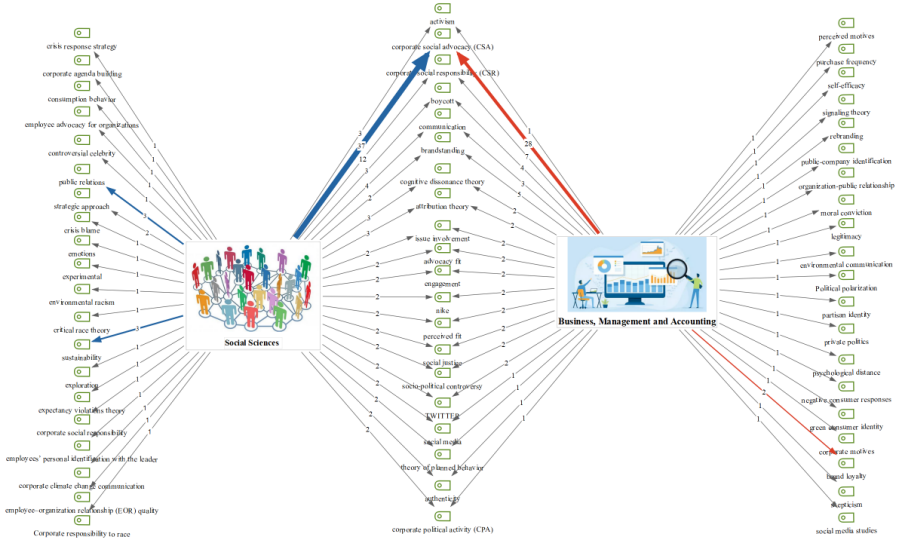 activism
corporate social advocacy (CSA)
corporate social responsibility (CSR)
boycott
communication
brandstanding
cognitive dissonance theory
attribution theory
issue involvement
advocacy fit
engagement
nike
perceived fit
social justice
socio-political controversy
TWITTER
social media
theory of planned behavior
authenticity
corporate political activity (CPA)
crisis response strategy
corporate agenda building
consumption behavior
employee advocacy for organizations
controversial celebrity
public relations
strategic approach
crisis blame
emotions
experimental
environmental racism
critical race theory
sustainability
exploration
expectancy violations theory
corporate social responsibility
employees' personal identification with the leader
corporate climate change communication
employee-organization relationship (EOR) quality
Corporate responsibility to race
Social Sciences
Business, Management and Accounting
perceived motives
purchase frequency
self-efficacy
signaling theory
rebranding
public-company identification
organization-public relationship
moral conviction
legitimacy
environmental communication
Political polarization
partisan identity
private politics
psychological distance
negative consumer responses
green consumer identity
corporate motives
brand loyalty
skepticism
social media studies
3
37
12
28
7